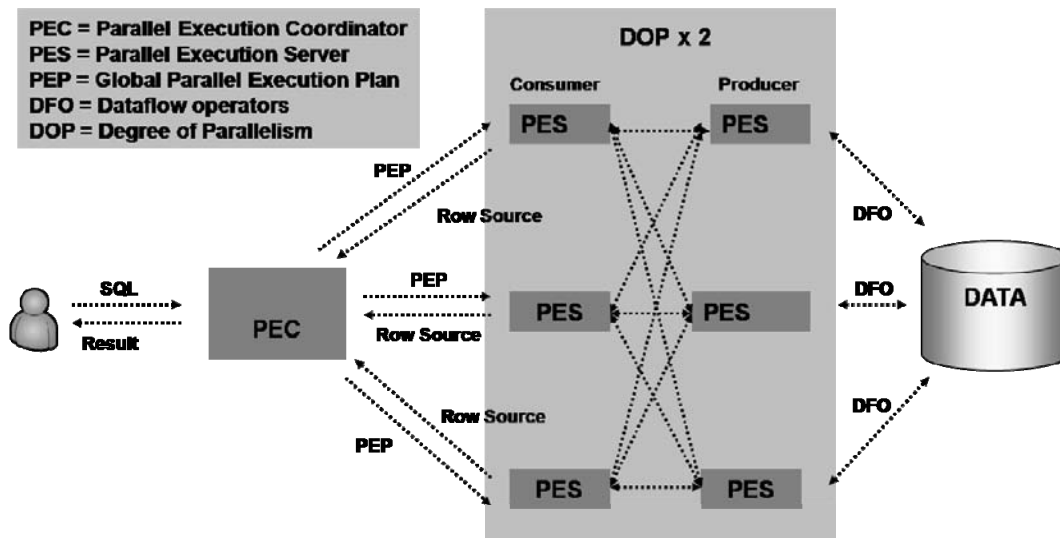 PEC = Parallel Execution Coordinator
PES = Parallel Execution Server
PEP = Global Parallel Execution Plan
DFO = Dataflow operators
DOP = Degree of Parallelism
DOP x 2
Consumer
Producer
PES
PES
PEP
Row Source
DFO
SQL
Result
PEC
PEP
Row Source
PES
PES
DFO
DATA
Row Source
PEP
DFO
PES
PES